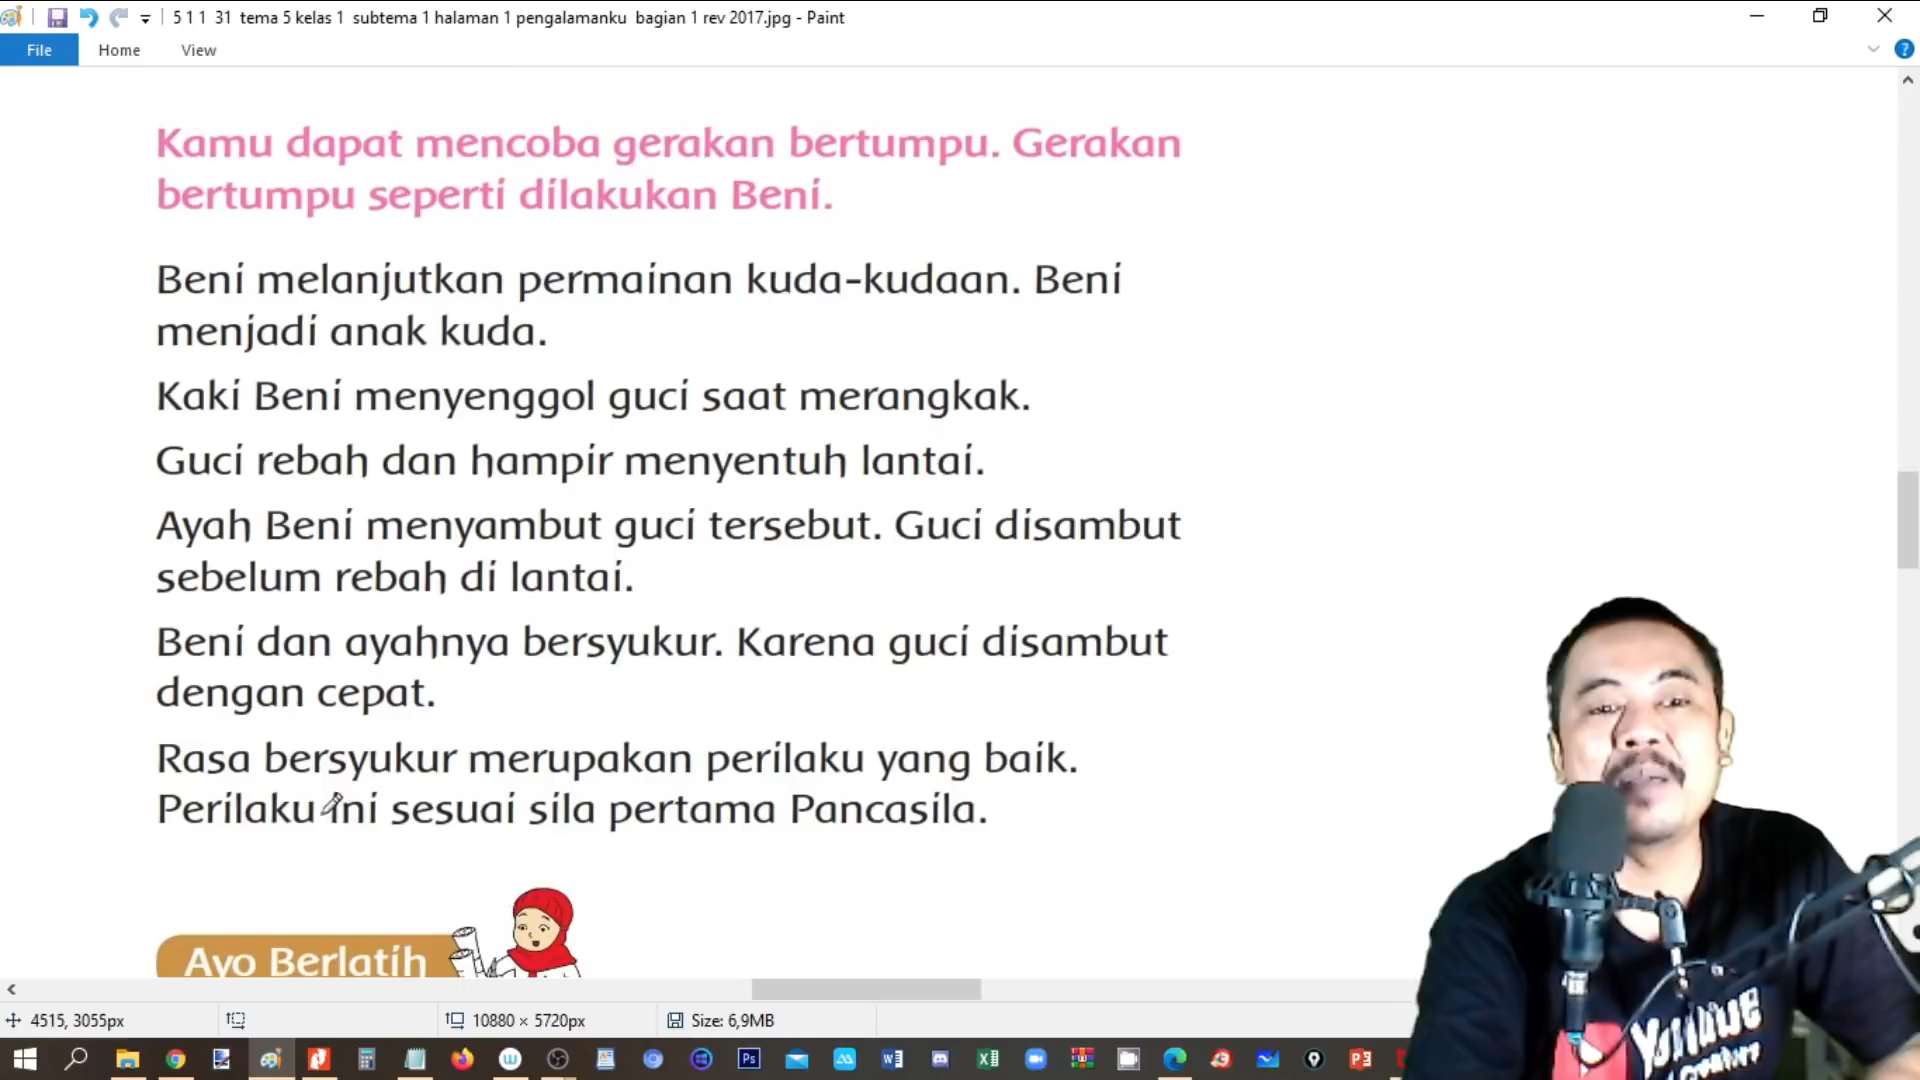 5 1 1 31 tema 5 kelas 1 subtema 1 halaman 1 pengalamanku bagian 1 rev 2017.jpg - Paint
File Home View
Kamu dapat mencoba gerakan bertumpu. Gerakan
bertumpu seperti dilakukan Beni.
Beni melanjutkan permainan kuda-kudaan. Beni
menjadi anak kuda.
Kaki Beni menyenggol guci saat merangkak.
Guci rebah dan hampir menyentuh lantai.
Ayah Beni menyambut guci tersebut. Guci disambut
sebelum rebah di lantai.
Beni dan ayahnya bersyukur. Karena guci disambut
dengan cepat.
Rasa bersyukur merupakan perilaku yang baik.
Perilaku ini sesuai sila pertama Pancasila.
Ayo Berlatih
4515, 3055px 10880 × 5720px Size: 6,9MB
Ps